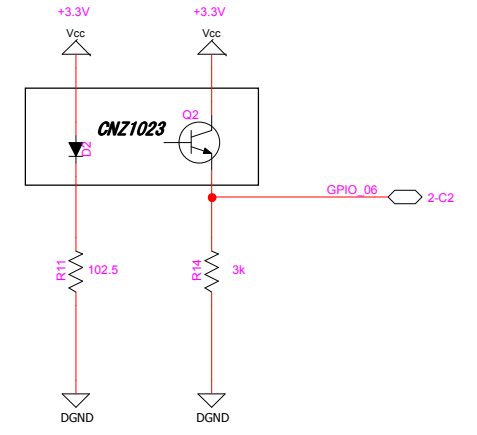 +3.3V
+3.3V
Vcc
Vcc
Q2
CNZ1023
D2
GPIO_06
2-C2
R11
102.5
R14
3k
DGND
DGND